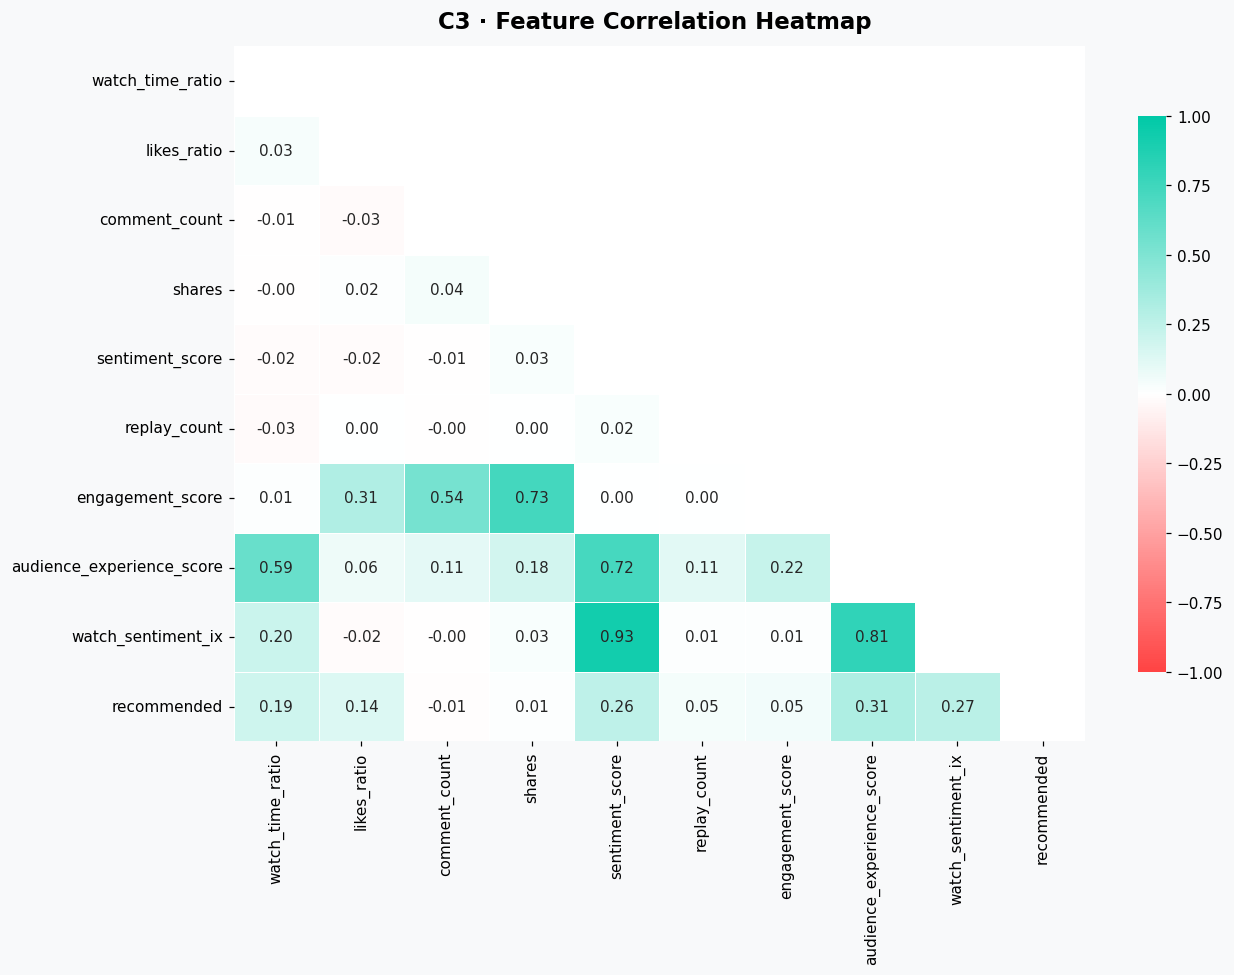 C3 · Feature Correlation Heatmap
watch_time_ratio
likes_ratio 0.03
comment_count -0.01 -0.03
shares -0.00 0.02 0.04
sentiment_score -0.02 -0.02 -0.01 0.03
replay_count -0.03 0.00 -0.00 0.00 0.02
engagement_score 0.01 0.31 0.54 0.73 0.00 0.00
audience_experience_score 0.59 0.06 0.11 0.18 0.72 0.11 0.22
watch_sentiment_ix 0.20 -0.02 -0.00 0.03 0.93 0.01 0.01 0.81
recommended 0.19 0.14 -0.01 0.01 0.26 0.05 0.05 0.31 0.27
watch_time_ratio
likes_ratio
comment_count
shares
sentiment_score
replay_count
engagement_score
audience_experience_score
watch_sentiment_ix
recommended
1.00
0.75
0.50
0.25
0.00
−0.25
−0.50
−0.75
−1.00